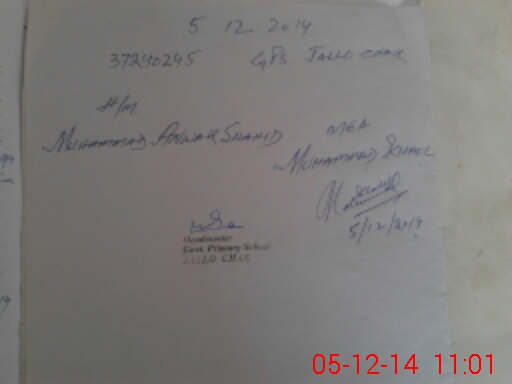 5 12. 2014
37240245 GPS JALLO CHAK
H/M
MUHAMMAD ANWAR SHAHID
MEA
MUHAMMAD
5/12/2014
Headmaster
Govt. Primary School
JALLO CHAK
05-12-14 11:01